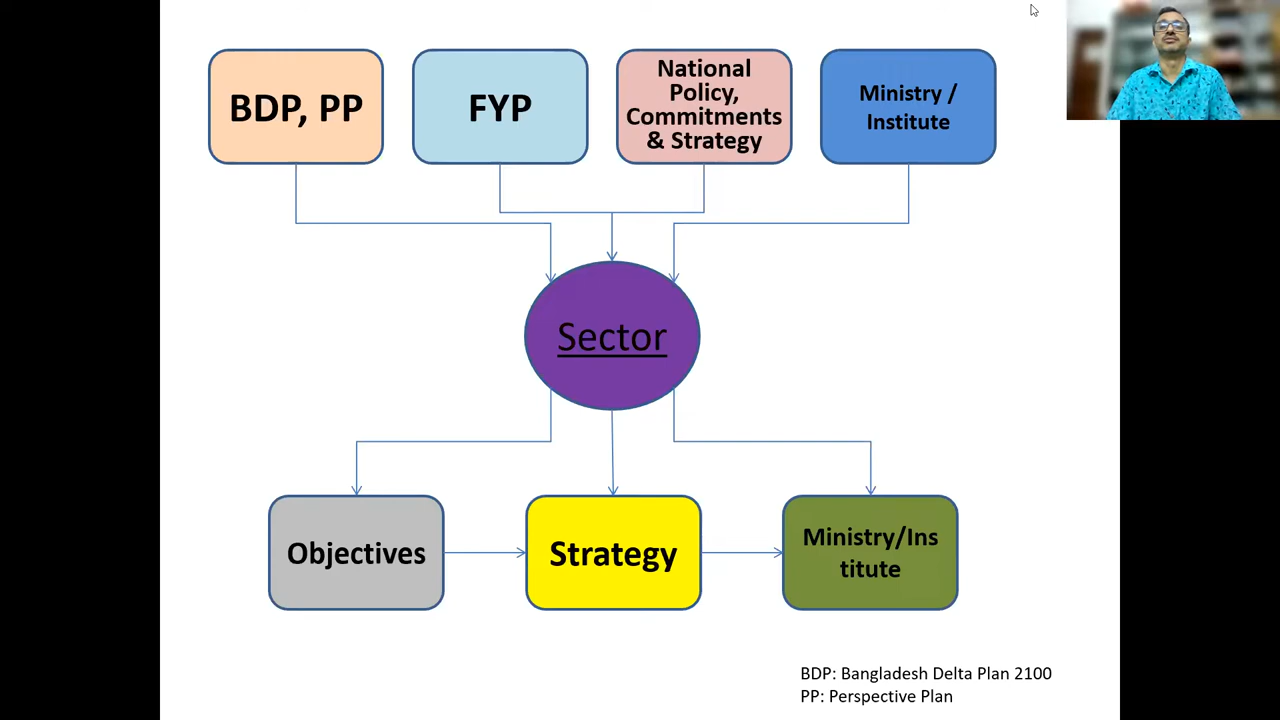 BDP, PP
FYP
National
Policy,
Commitments
& Strategy
Ministry /
Institute
Sector
Objectives
Strategy
Ministry/Ins
titute
BDP: Bangladesh Delta Plan 2100
PP: Perspective Plan